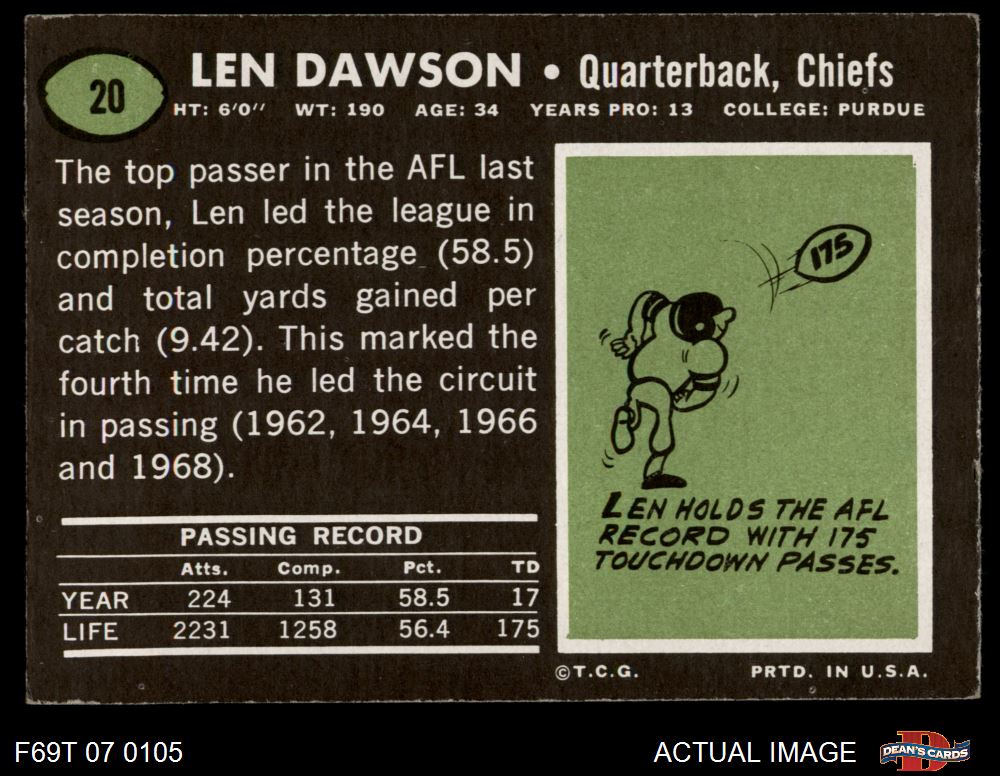 20
LEN DAWSON • Quarterback, Chiefs
HT: 6'0" WT: 190 AGE: 34 YEARS PRO: 13 COLLEGE: PURDUE
The top passer in the AFL last
season, Len led the league in
completion percentage (58.5)
and total yards gained per
catch (9.42). This marked the
fourth time he led the circuit
in passing (1962, 1964, 1966
and 1968).
PASSING RECORD
Atts. Comp. Pct. TD
YEAR 224 131 58.5 17
LIFE 2231 1258 56.4 175
175
LEN HOLDS THE AFL
RECORD WITH 175
TOUCHDOWN PASSES.
©T.C.G. PRTD. IN U.S.A.
F69T 07 0105
ACTUAL IMAGE
D
DEAN'S CARDS